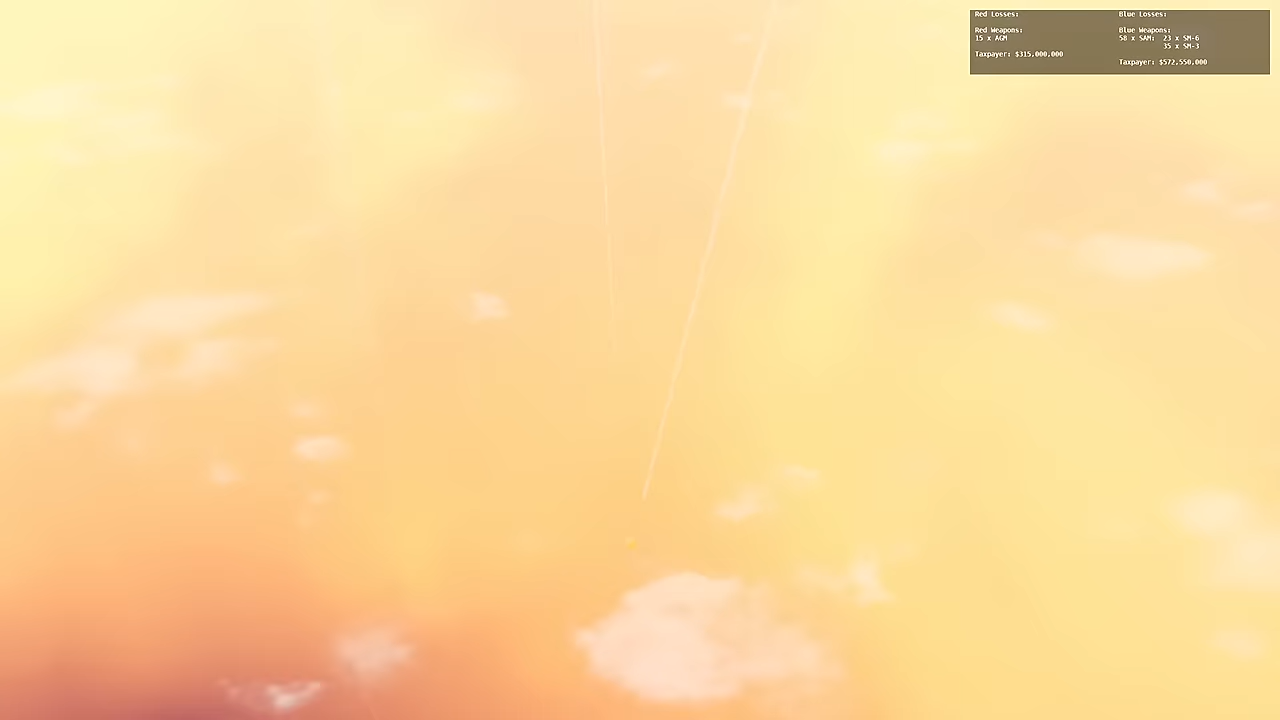 Red Losses:
Red Weapons:
15 x AGM
Taxpayer: $315,000,000
Blue Losses:
Blue Weapons:
58 x SAM: 23 x SM-6
35 x SM-3
Taxpayer: $572,550,000